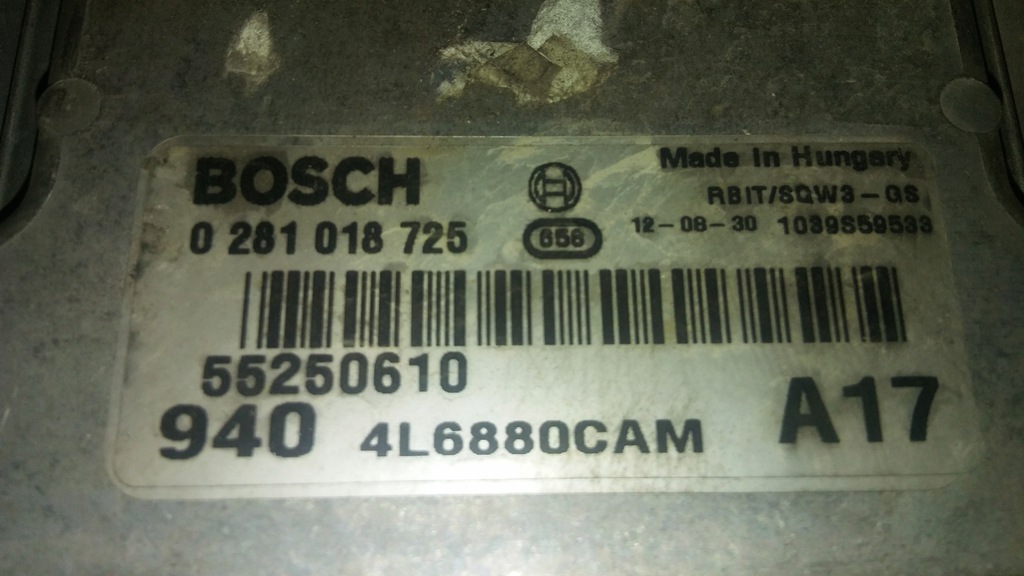 BOSCH
Made In Hungary
RBIT/SQW3-GS
0 281 018 725
656
12-08-30 1039S59533
55250610
940 4L6880CAM A17